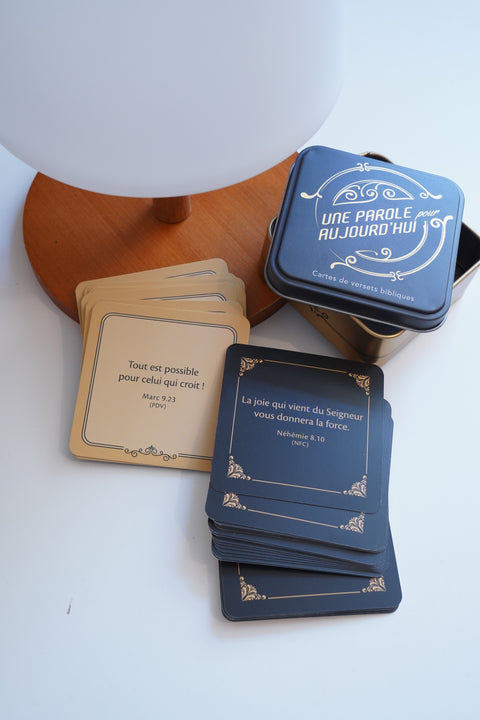 UNE PAROLE pour
AUJOURD'HUI
Cartes de versets bibliques
Tout est possible
pour celui qui croit !
Marc 9.23
(PDV)
La joie qui vient du Seigneur
vous donnera la force.
Néhémie 8.10
(NFC)